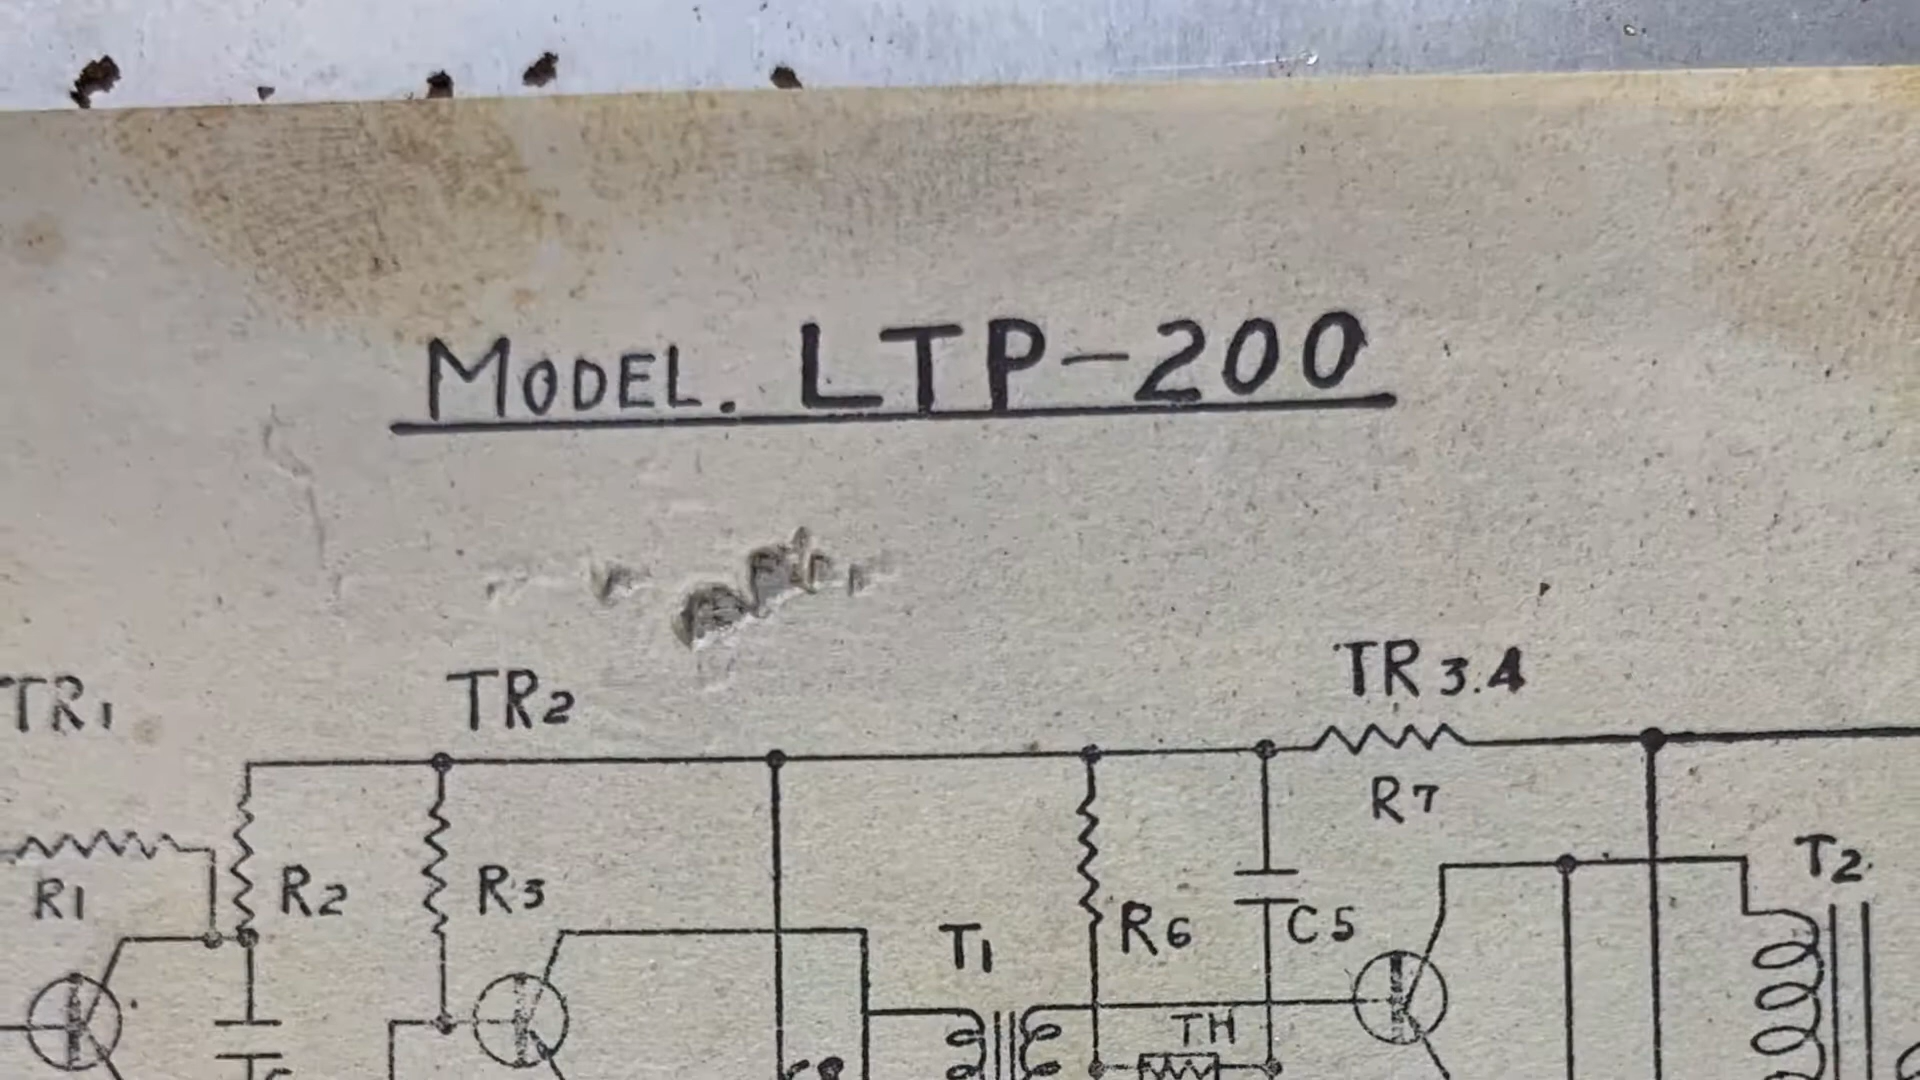 MODEL. LTP-200
TR1 TR2 TR3.4
R7
T2
R1 R2 R3 R6 C5
T1
TH